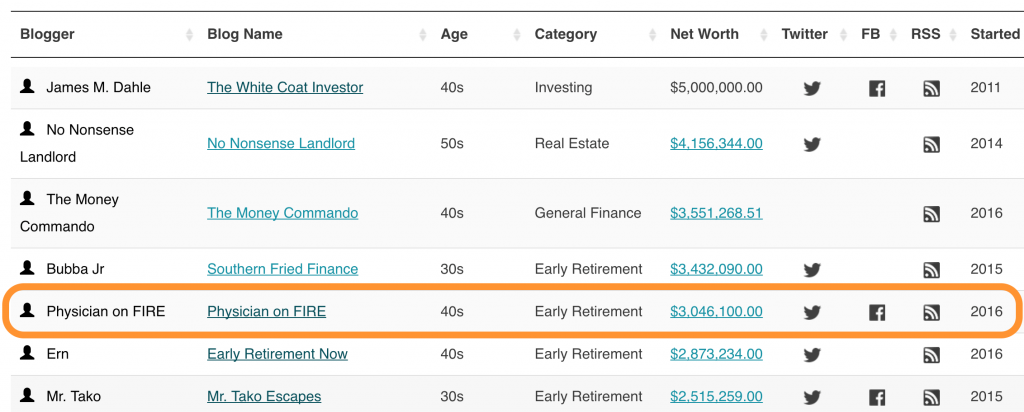 Blogger Blog Name Age Category Net Worth Twitter FB RSS Started
James M. Dahle The White Coat Investor 40s Investing $5,000,000.00 2011
No Nonsense
Landlord No Nonsense Landlord 50s Real Estate $4,156,344.00 2014
The Money
Commando The Money Commando 40s General Finance $3,551,268.51 2016
Bubba Jr Southern Fried Finance 30s Early Retirement $3,432,090.00 2015
Physician on FIRE Physician on FIRE 40s Early Retirement $3,046,100.00 2016
Ern Early Retirement Now 40s Early Retirement $2,873,234.00 2016
Mr. Tako Mr. Tako Escapes 30s Early Retirement $2,515,259.00 2015